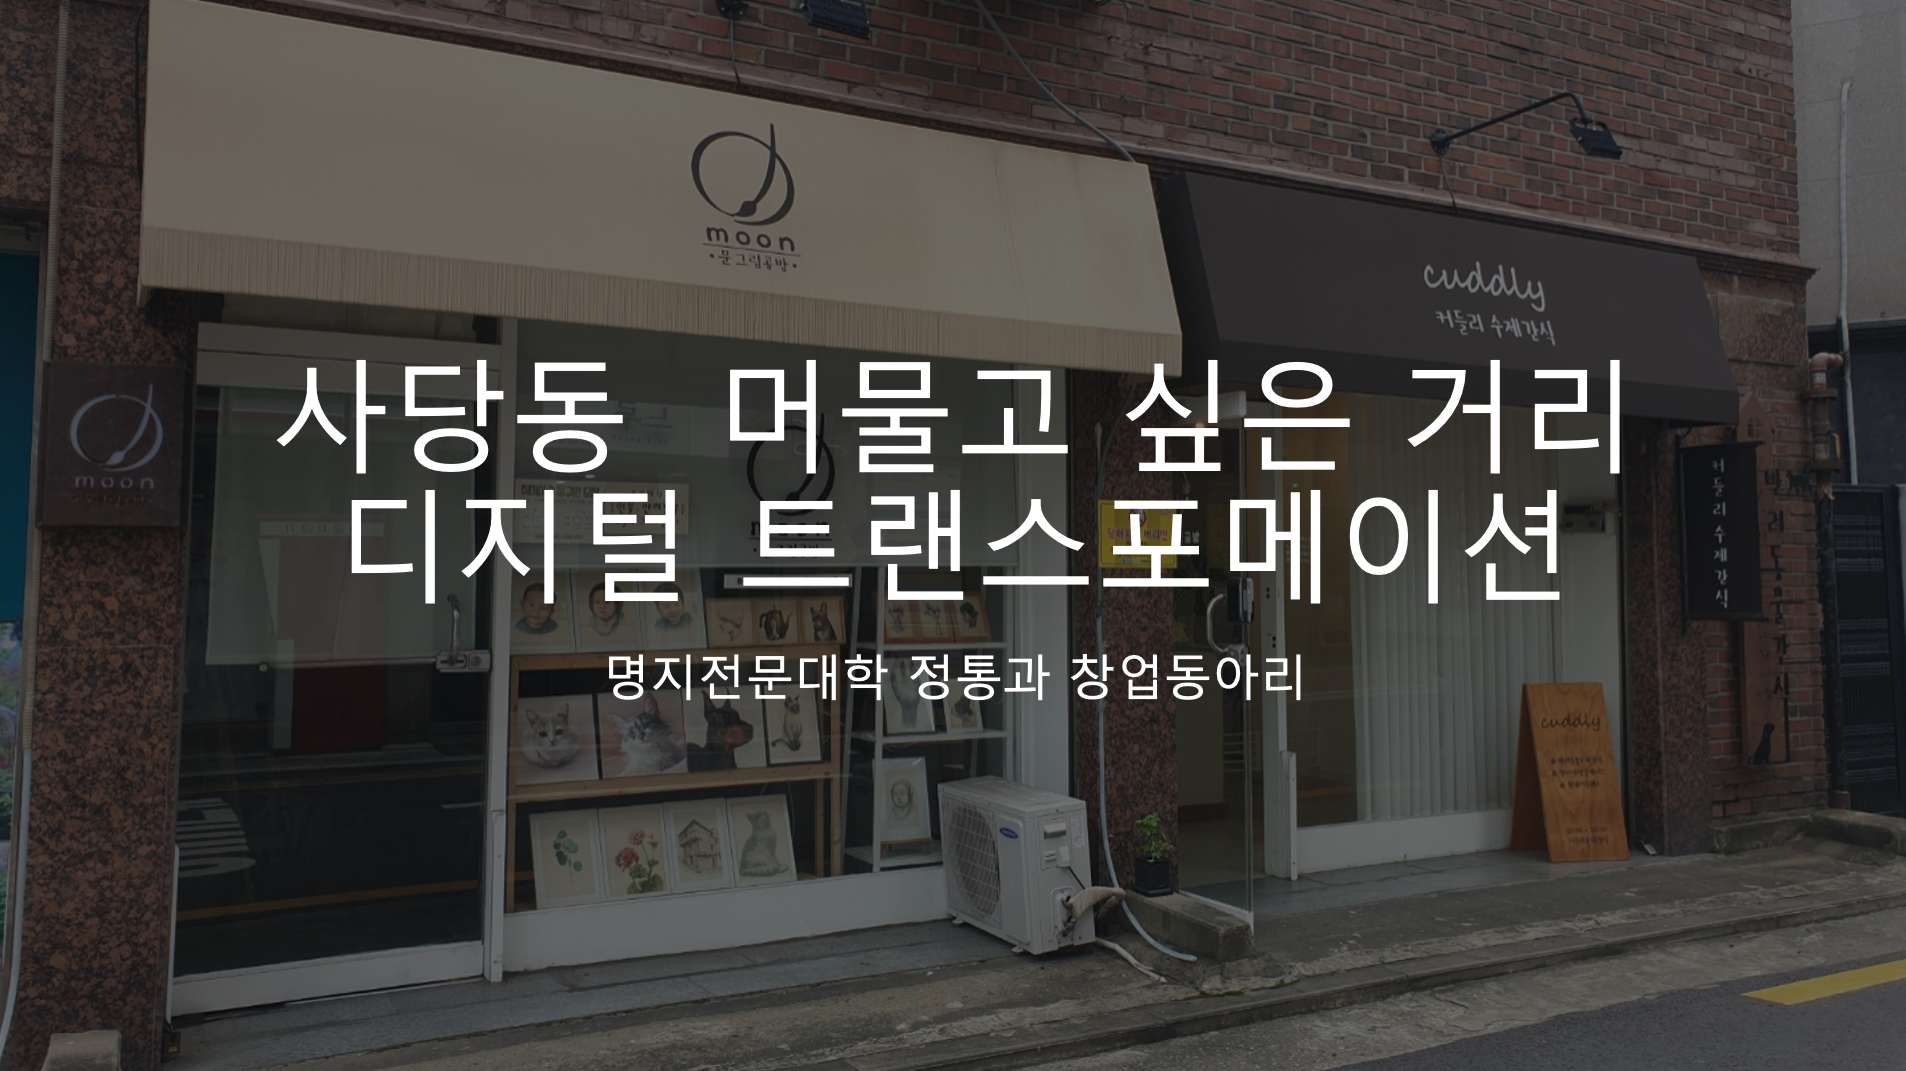 moon
•문그림공방•
cuddly
커들리 수제간식
사당동 머물고 싶은 거리
디지털 트랜스포메이션
명지전문대학 정통과 창업동아리
moon
커들리 수제간식
cuddly